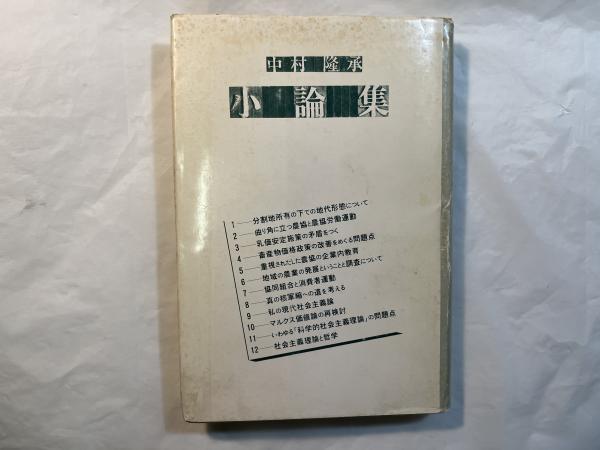 中村隆承
小論集
1――分割地所有の下での地代形態について
2――曲り角に立つ農協と農協労働運動
3――乳価安定施策の矛盾をつく
4――畜産物価格政策の改善をめぐる問題点
5――重視されだした農協の企業内教育
6――地域の農業の発展ということと調査について
7――協同組合と消費者運動
8――真の核軍縮への道を考える
9――私の現代社会主義論
10――マルクス価値論の再検討
11――いわゆる「科学的社会主義理論」の問題点
12――社会主義理論と哲学